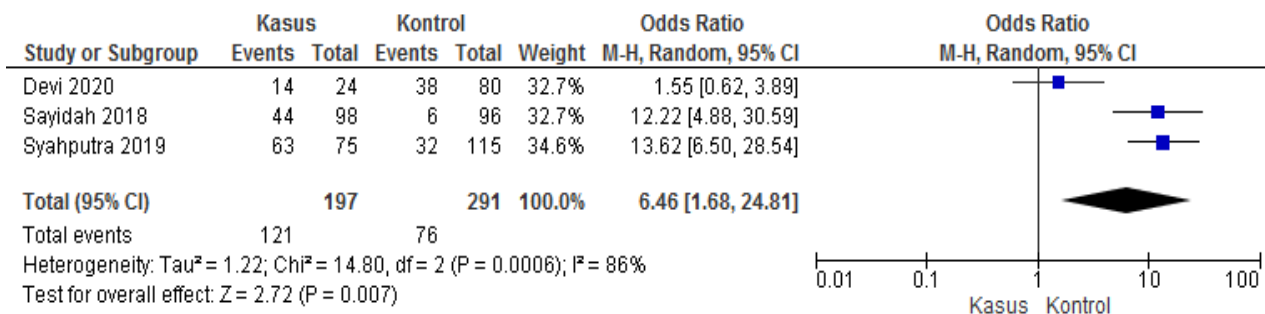 Kasus Kontrol Odds Ratio Odds Ratio
Study or Subgroup Events Total Events Total Weight M-H, Random, 95% CI M-H, Random, 95% CI
Devi 2020 14 24 38 80 32.7% 1.55 [0.62, 3.89]
Sayidah 2018 44 98 6 96 32.7% 12.22 [4.88, 30.59]
Syahputra 2019 63 75 32 115 34.6% 13.62 [6.50, 28.54]
Total (95% CI) 197 291 100.0% 6.46 [1.68, 24.81]
Total events 121 76
Heterogeneity: Tau² = 1.22; Chi² = 14.80, df = 2 (P = 0.0006); I² = 86%
Test for overall effect: Z = 2.72 (P = 0.007)
0.01 0.1 1 10 100
Kasus Kontrol